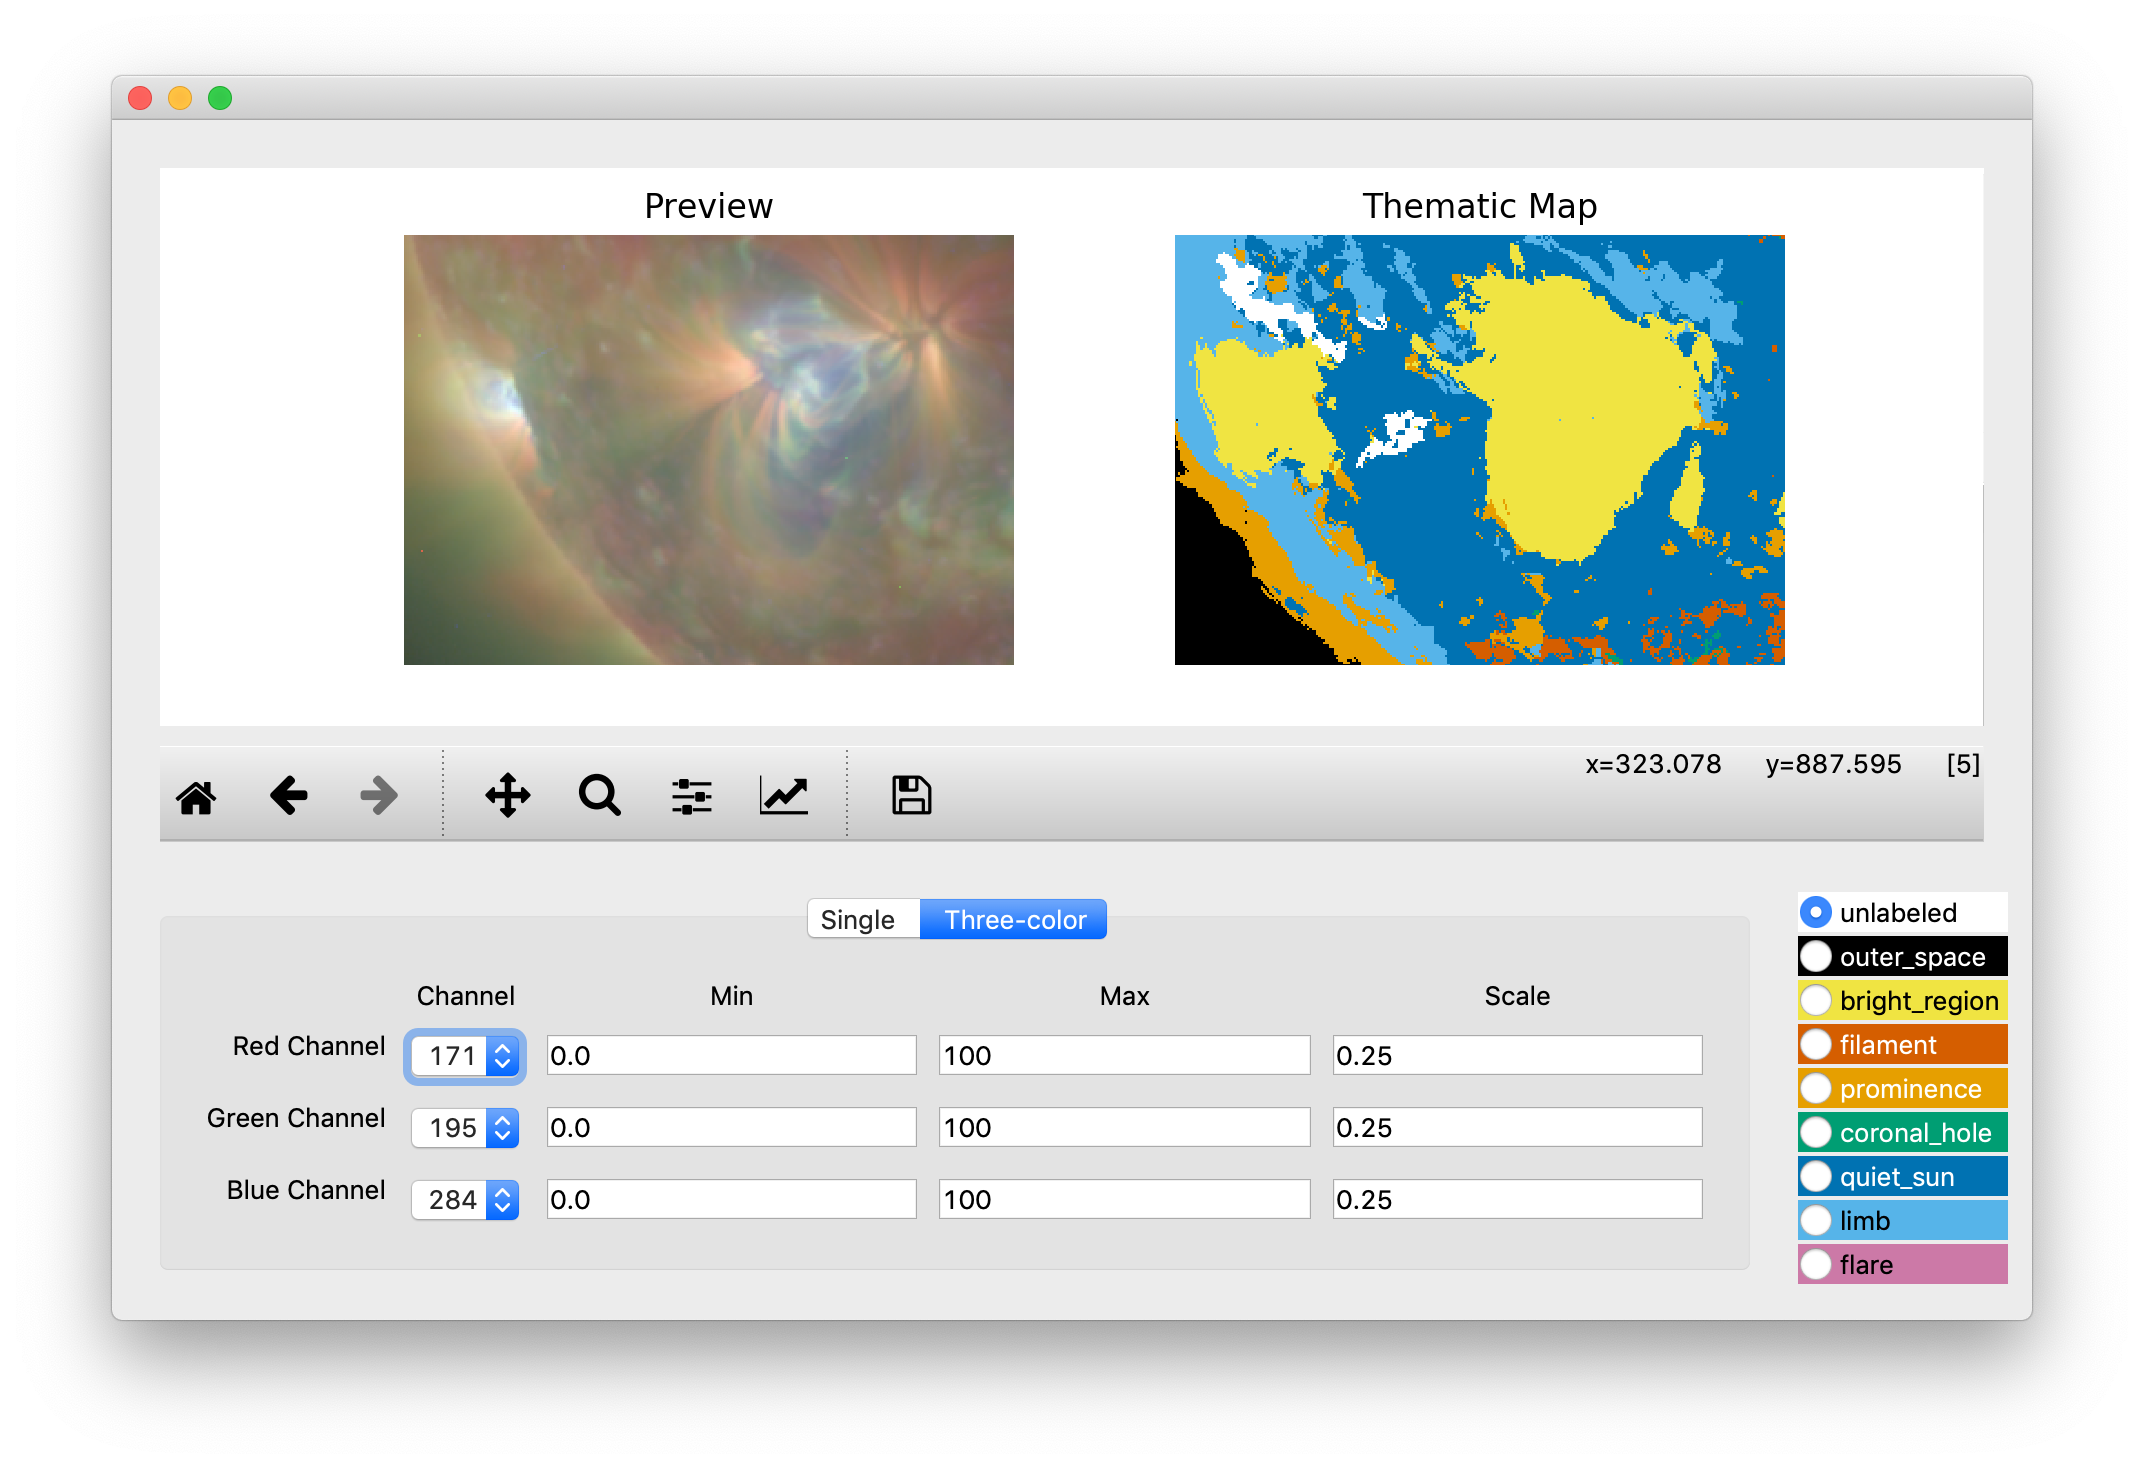 Preview
Thematic Map
x=323.078 y=887.595 [5]
Single Three-color
Channel Min Max Scale
Red Channel 171 0.0 100 0.25
Green Channel 195 0.0 100 0.25
Blue Channel 284 0.0 100 0.25
unlabeled
outer_space
bright_region
filament
prominence
coronal_hole
quiet_sun
limb
flare